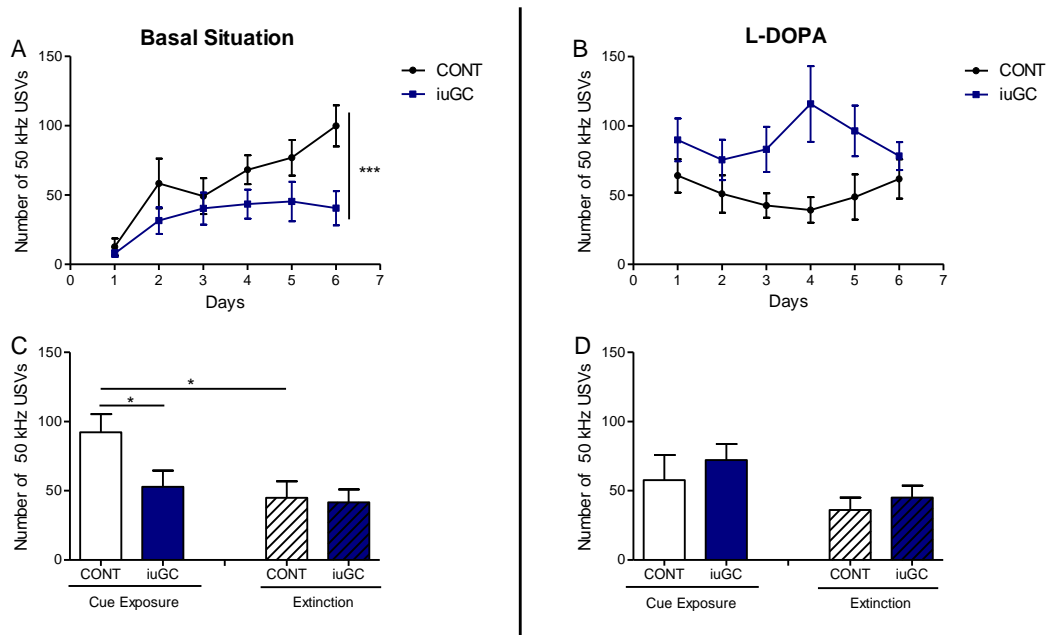 Basal Situation
L-DOPA
A
150
100
50
0
Number of 50 kHz USVs
0 1 2 3 4 5 6 7
Days
CONT
iuGC
***
B
150
100
50
0
Number of 50 kHz USVs
0 1 2 3 4 5 6 7
Days
CONT
iuGC
C
150
100
50
0
Number of 50 kHz USVs
*
*
CONT iuGC CONT iuGC
Cue Exposure Extinction
D
150
100
50
0
Number of 50 kHz USVs
CONT iuGC CONT iuGC
Cue Exposure Extinction